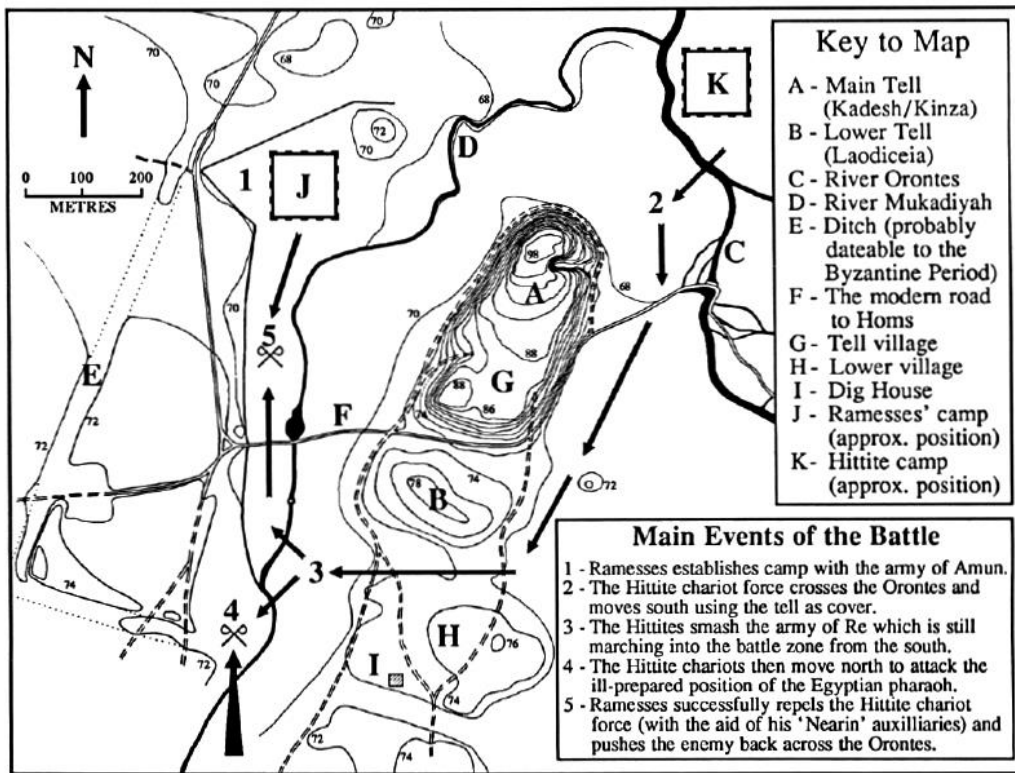 N
0 100 200
METRES
70
70
68
70
72
70
68
1
J
D
K
2
C
98
A
68
70
88
G
88
86
5
70
E
72
72
F
74
78
B
72
3
4
74
72
H
76
I
74
72
74
Key to Map
A - Main Tell
(Kadesh/Kinza)
B - Lower Tell
(Laodiceia)
C - River Orontes
D - River Mukadiyah
E - Ditch (probably
dateable to the
Byzantine Period)
F - The modern road
to Homs
G - Tell village
H - Lower village
I - Dig House
J - Ramesses' camp
(approx. position)
K - Hittite camp
(approx. position)
Main Events of the Battle
1 - Ramesses establishes camp with the army of Amun.
2 - The Hittite chariot force crosses the Orontes and
moves south using the tell as cover.
3 - The Hittites smash the army of Re which is still
marching into the battle zone from the south.
4 - The Hittite chariots then move north to attack the
ill-prepared position of the Egyptian pharaoh.
5 - Ramesses successfully repels the Hittite chariot
force (with the aid of his 'Nearin' auxilliaries) and
pushes the enemy back across the Orontes.